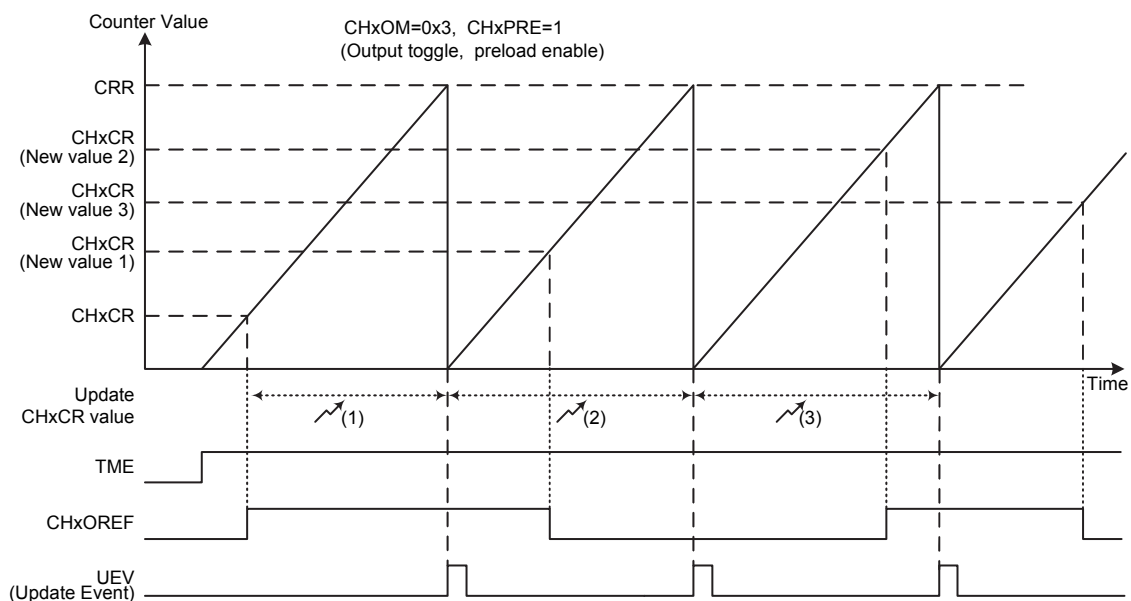 Counter Value
CHxOM=0x3, CHxPRE=1
(Output toggle, preload enable)
CRR
CHxCR
(New value 2)
CHxCR
(New value 3)
CHxCR
(New value 1)
CHxCR
Time
Update
CHxCR value
(1)
(2)
(3)
TME
CHxOREF
UEV
(Update Event)